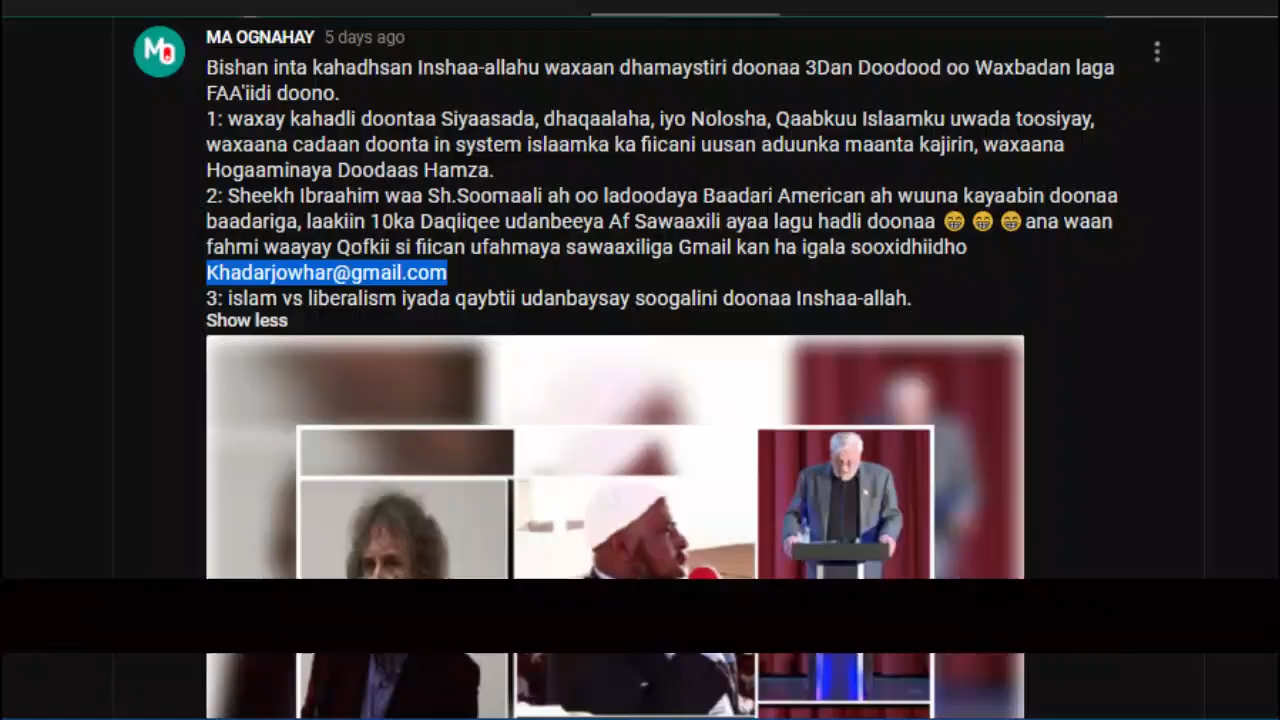 MO
MA OGNAHAY 5 days ago
Bishan inta kahadhsan Inshaa-allahu waxaan dhamaystiri doonaa 3Dan Doodood oo Waxbadan laga
FAA'iidi doono.
1: waxay kahadli doontaa Siyaasada, dhaqaalaha, iyo Nolosha, Qaabkuu Islaamku uwada toosiyay,
waxaana cadaan doonta in system islaamka ka fiicani uusan aduunka maanta kajirin, waxaana
Hogaaminaya Doodaas Hamza.
2: Sheekh Ibraahim waa Sh.Soomaali ah oo ladoodaya Baadari American ah wuuna kayaabin doonaa
baadariga, laakiin 10ka Daqiiqee udanbeeya Af Sawaaxili ayaa lagu hadli doonaa 😁 😁 😁 ana waan
fahmi waayay Qofkii si fiican ufahmaya sawaaxiliga Gmail kan ha igala sooxidhiidho
Khadarjowhar@gmail.com
3: islam vs liberalism iyada qaybtii udanbaysay soogalini doonaa Inshaa-allah.
Show less